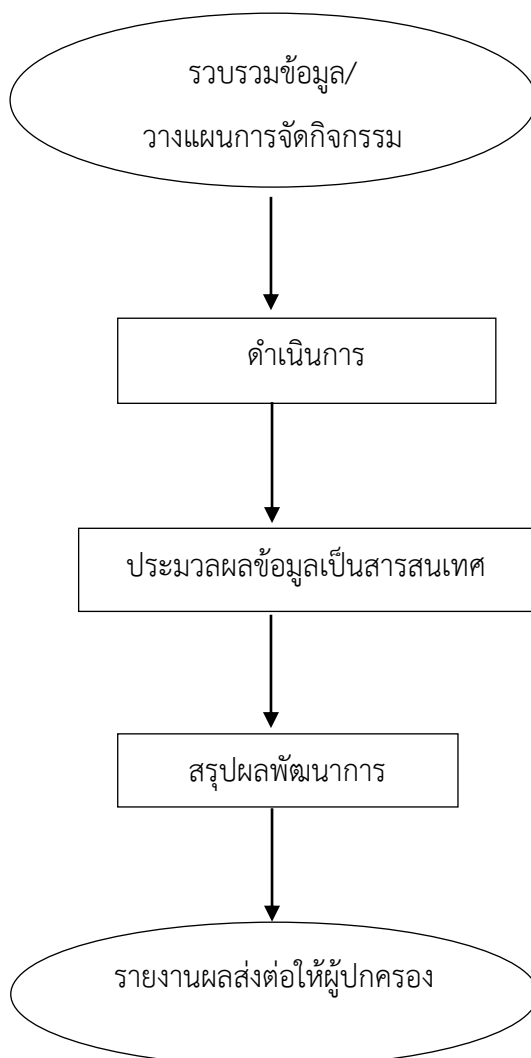 รวบรวมข้อมูล/
วางแผนการจัดกิจกรรม
ดำเนินการ
ประมวลผลข้อมูลเป็นสารสนเทศ
สรุปผลพัฒนาการ
รายงานผลส่งต่อให้ผู้ปกครอง